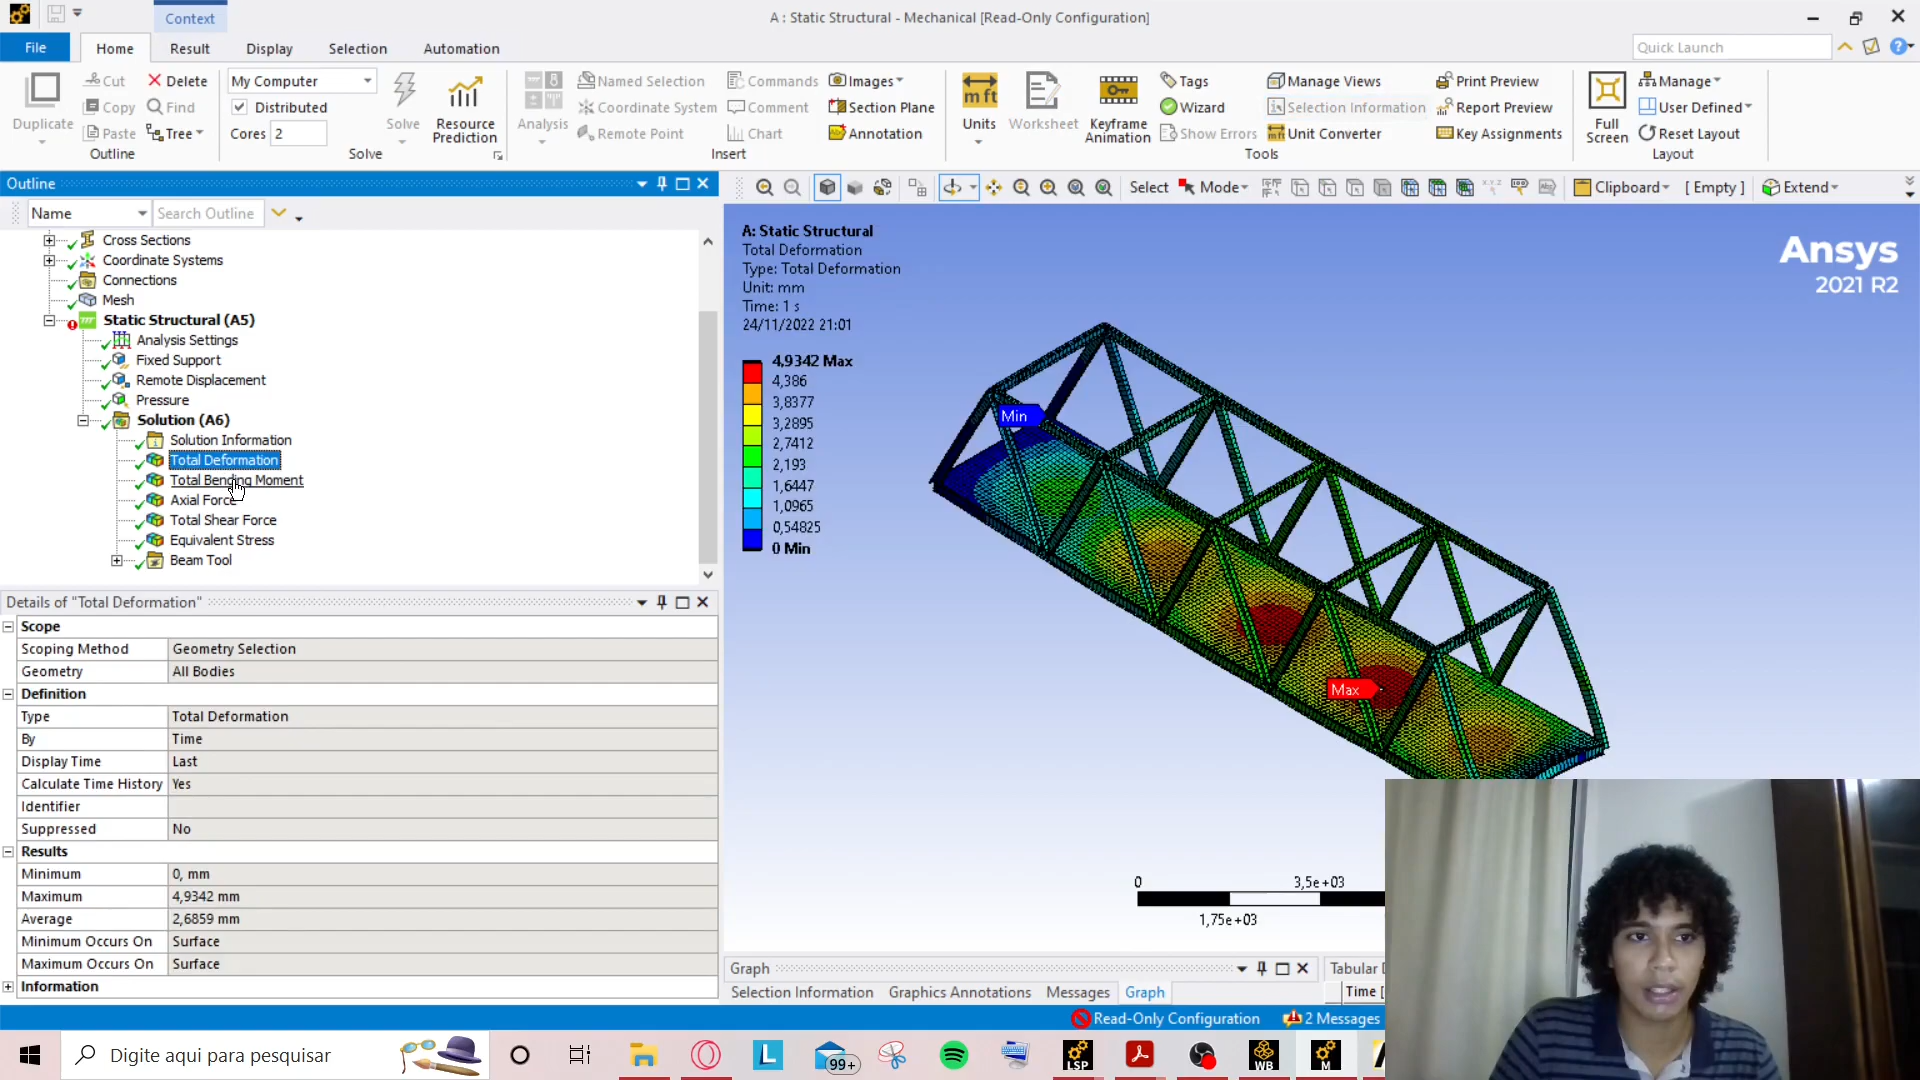 Context
A : Static Structural - Mechanical [Read-Only Configuration]
File
Home
Result
Display
Selection
Automation
Quick Launch
Duplicate
Cut
Copy
Paste
Delete
Find
Tree
Outline
My Computer
Distributed
Cores 2
Solve
Resource Prediction
Solve
Analysis
Named Selection
Coordinate System
Remote Point
Commands
Comment
Chart
Images
Section Plane
Annotation
Insert
Units
Worksheet
Keyframe Animation
Tags
Wizard
Show Errors
Manage Views
Selection Information
Unit Converter
Print Preview
Report Preview
Key Assignments
Tools
Full Screen
Manage
User Defined
Reset Layout
Layout
Outline
Name
Search Outline
Cross Sections
Coordinate Systems
Connections
Mesh
Static Structural (A5)
Analysis Settings
Fixed Support
Remote Displacement
Pressure
Solution (A6)
Solution Information
Total Deformation
Total Bending Moment
Axial Force
Total Shear Force
Equivalent Stress
Beam Tool
Details of "Total Deformation"
Scope
Scoping Method Geometry Selection
Geometry All Bodies
Definition
Type Total Deformation
By Time
Display Time Last
Calculate Time History Yes
Identifier
Suppressed No
Results
Minimum 0, mm
Maximum 4,9342 mm
Average 2,6859 mm
Minimum Occurs On Surface
Maximum Occurs On Surface
Information
Select
Mode
Clipboard
[ Empty ]
Extend
A: Static Structural
Total Deformation
Type: Total Deformation
Unit: mm
Time: 1 s
24/11/2022 21:01
4,9342 Max
4,386
3,8377
3,2895
2,7412
2,193
1,6447
1,0965
0,54825
0 Min
Min
Max
Ansys
2021 R2
0
3,5e+03
1,75e+03
Graph
Tabular D
Selection Information
Graphics Annotations
Messages
Graph
Time [
Read-Only Configuration
2 Messages
Digite aqui para pesquisar
L
99+
LSP
WB
M